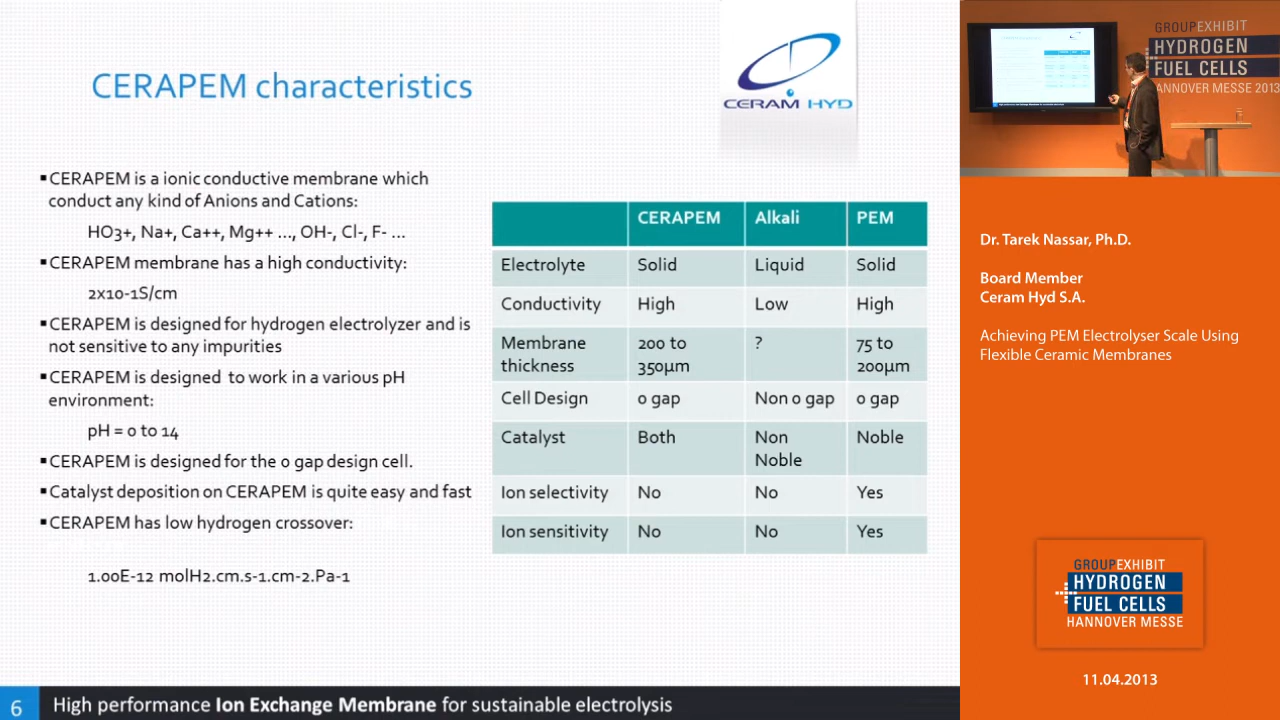 CERAPEM characteristics
CERAM HYD
▪CERAPEM is a ionic conductive membrane which
conduct any kind of Anions and Cations:
HO3+, Na+, Ca++, Mg++ ..., OH-, Cl-, F- ...
▪CERAPEM membrane has a high conductivity:
2x10-1S/cm
▪CERAPEM is designed for hydrogen electrolyzer and is
not sensitive to any impurities
▪CERAPEM is designed to work in a various pH
environment:
pH = 0 to 14
▪CERAPEM is designed for the 0 gap design cell.
▪Catalyst deposition on CERAPEM is quite easy and fast
▪CERAPEM has low hydrogen crossover:
1.00E-12 molH2.cm.s-1.cm-2.Pa-1
CERAPEM Alkali PEM
Electrolyte Solid Liquid Solid
Conductivity High Low High
Membrane 200 to ? 75 to
thickness 350µm 200µm
Cell Design 0 gap Non 0 gap 0 gap
Catalyst Both Non Noble
Noble
Ion selectivity No No Yes
Ion sensitivity No No Yes
6 High performance Ion Exchange Membrane for sustainable electrolysis
GROUPEXHIBIT
HYDROGEN
FUEL CELLS
HANNOVER MESSE 2013
Dr. Tarek Nassar, Ph.D.
Board Member
Ceram Hyd S.A.
Achieving PEM Electrolyser Scale Using
Flexible Ceramic Membranes
GROUPEXHIBIT
HYDROGEN
FUEL CELLS
HANNOVER MESSE
11.04.2013